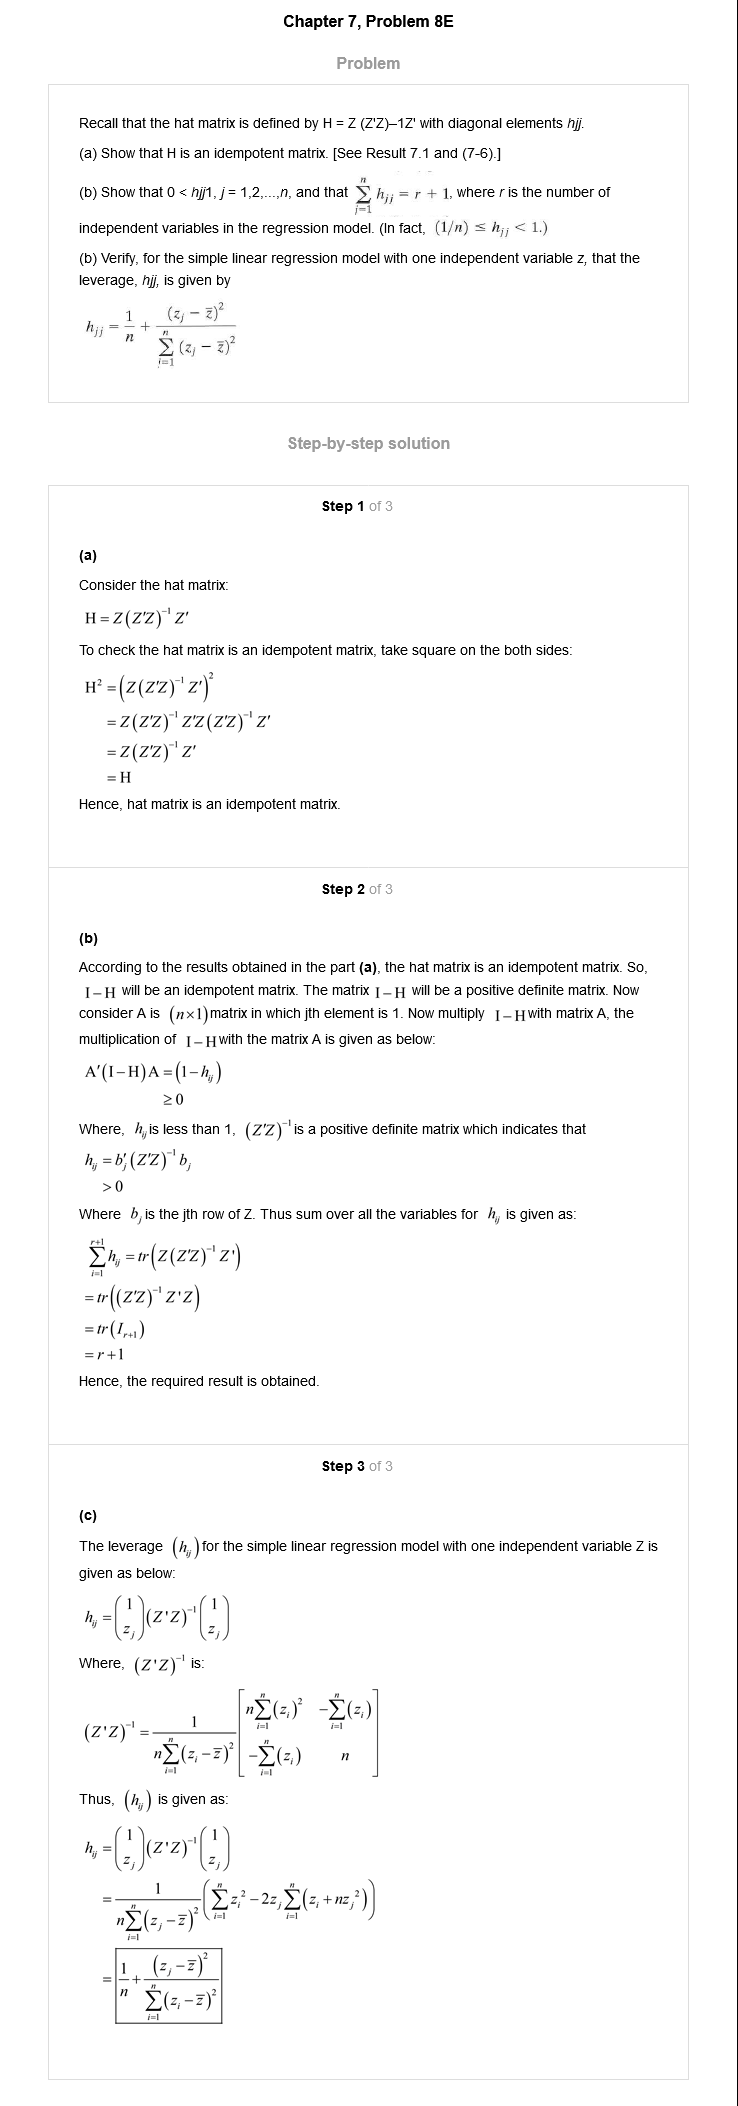 Chapter 7, Problem 8E
Problem
Recall that the hat matrix is defined by H = Z (Z'Z)–1Z' with diagonal elements hjj.
(a) Show that H is an idempotent matrix. [See Result 7.1 and (7-6).]
(b) Show that 0 < hjj1, j = 1,2,...,n, and that \sum_{j=1}^{n} h_{jj} = r + 1, where r is the number of
independent variables in the regression model. (In fact, (1/n) ≤ h_{jj} < 1.)
(b) Verify, for the simple linear regression model with one independent variable z, that the
leverage, hjj, is given by
h_{jj} = \frac{1}{n} + \frac{(z_j - \bar{z})^2}{\sum_{i=1}^{n} (z_j - \bar{z})^2}
Step-by-step solution
Step 1 of 3
(a)
Consider the hat matrix:
H = Z(Z'Z)^{-1} Z'
To check the hat matrix is an idempotent matrix, take square on the both sides:
H^2 = (Z(Z'Z)^{-1} Z')^2
= Z(Z'Z)^{-1} Z'Z(Z'Z)^{-1} Z'
= Z(Z'Z)^{-1} Z'
= H
Hence, hat matrix is an idempotent matrix.
Step 2 of 3
(b)
According to the results obtained in the part (a), the hat matrix is an idempotent matrix. So,
I − H will be an idempotent matrix. The matrix I − H will be a positive definite matrix. Now
consider A is (n×1) matrix in which jth element is 1. Now multiply I − H with matrix A, the
multiplication of I − H with the matrix A is given as below:
A'(I − H)A = (1 − h_{ij})
≥ 0
Where, h_{ij} is less than 1, (Z'Z)^{-1} is a positive definite matrix which indicates that
h_{ij} = b'_j (Z'Z)^{-1} b_j
> 0
Where b_j is the jth row of Z. Thus sum over all the variables for h_{ij} is given as:
\sum_{i=1}^{r+1} h_{ij} = tr(Z(Z'Z)^{-1} Z')
= tr((Z'Z)^{-1} Z'Z)
= tr(I_{r+1})
= r + 1
Hence, the required result is obtained.
Step 3 of 3
(c)
The leverage (h_{ij}) for the simple linear regression model with one independent variable Z is
given as below:
h_{ij} = \begin{pmatrix} 1 \\ z_j \end{pmatrix} (Z'Z)^{-1} \begin{pmatrix} 1 \\ z_j \end{pmatrix}
Where, (Z'Z)^{-1} is:
(Z'Z)^{-1} = \frac{1}{n\sum_{i=1}^{n} (z_i - \bar{z})^2} \begin{bmatrix} n\sum_{i=1}^{n} (z_i)^2 & -\sum_{i=1}^{n} (z_i) \\ -\sum_{i=1}^{n} (z_i) & n \end{bmatrix}
Thus, (h_{ij}) is given as:
h_{ij} = \begin{pmatrix} 1 \\ z_j \end{pmatrix} (Z'Z)^{-1} \begin{pmatrix} 1 \\ z_j \end{pmatrix}
= \frac{1}{n\sum_{i=1}^{n} (z_j - \bar{z})^2} \left( \sum_{i=1}^{n} z_i^2 - 2z_j \sum_{i=1}^{n} (z_i + nz_j^2) \right)
= \frac{1}{n} + \frac{(z_j - \bar{z})^2}{\sum_{i=1}^{n} (z_i - \bar{z})^2}